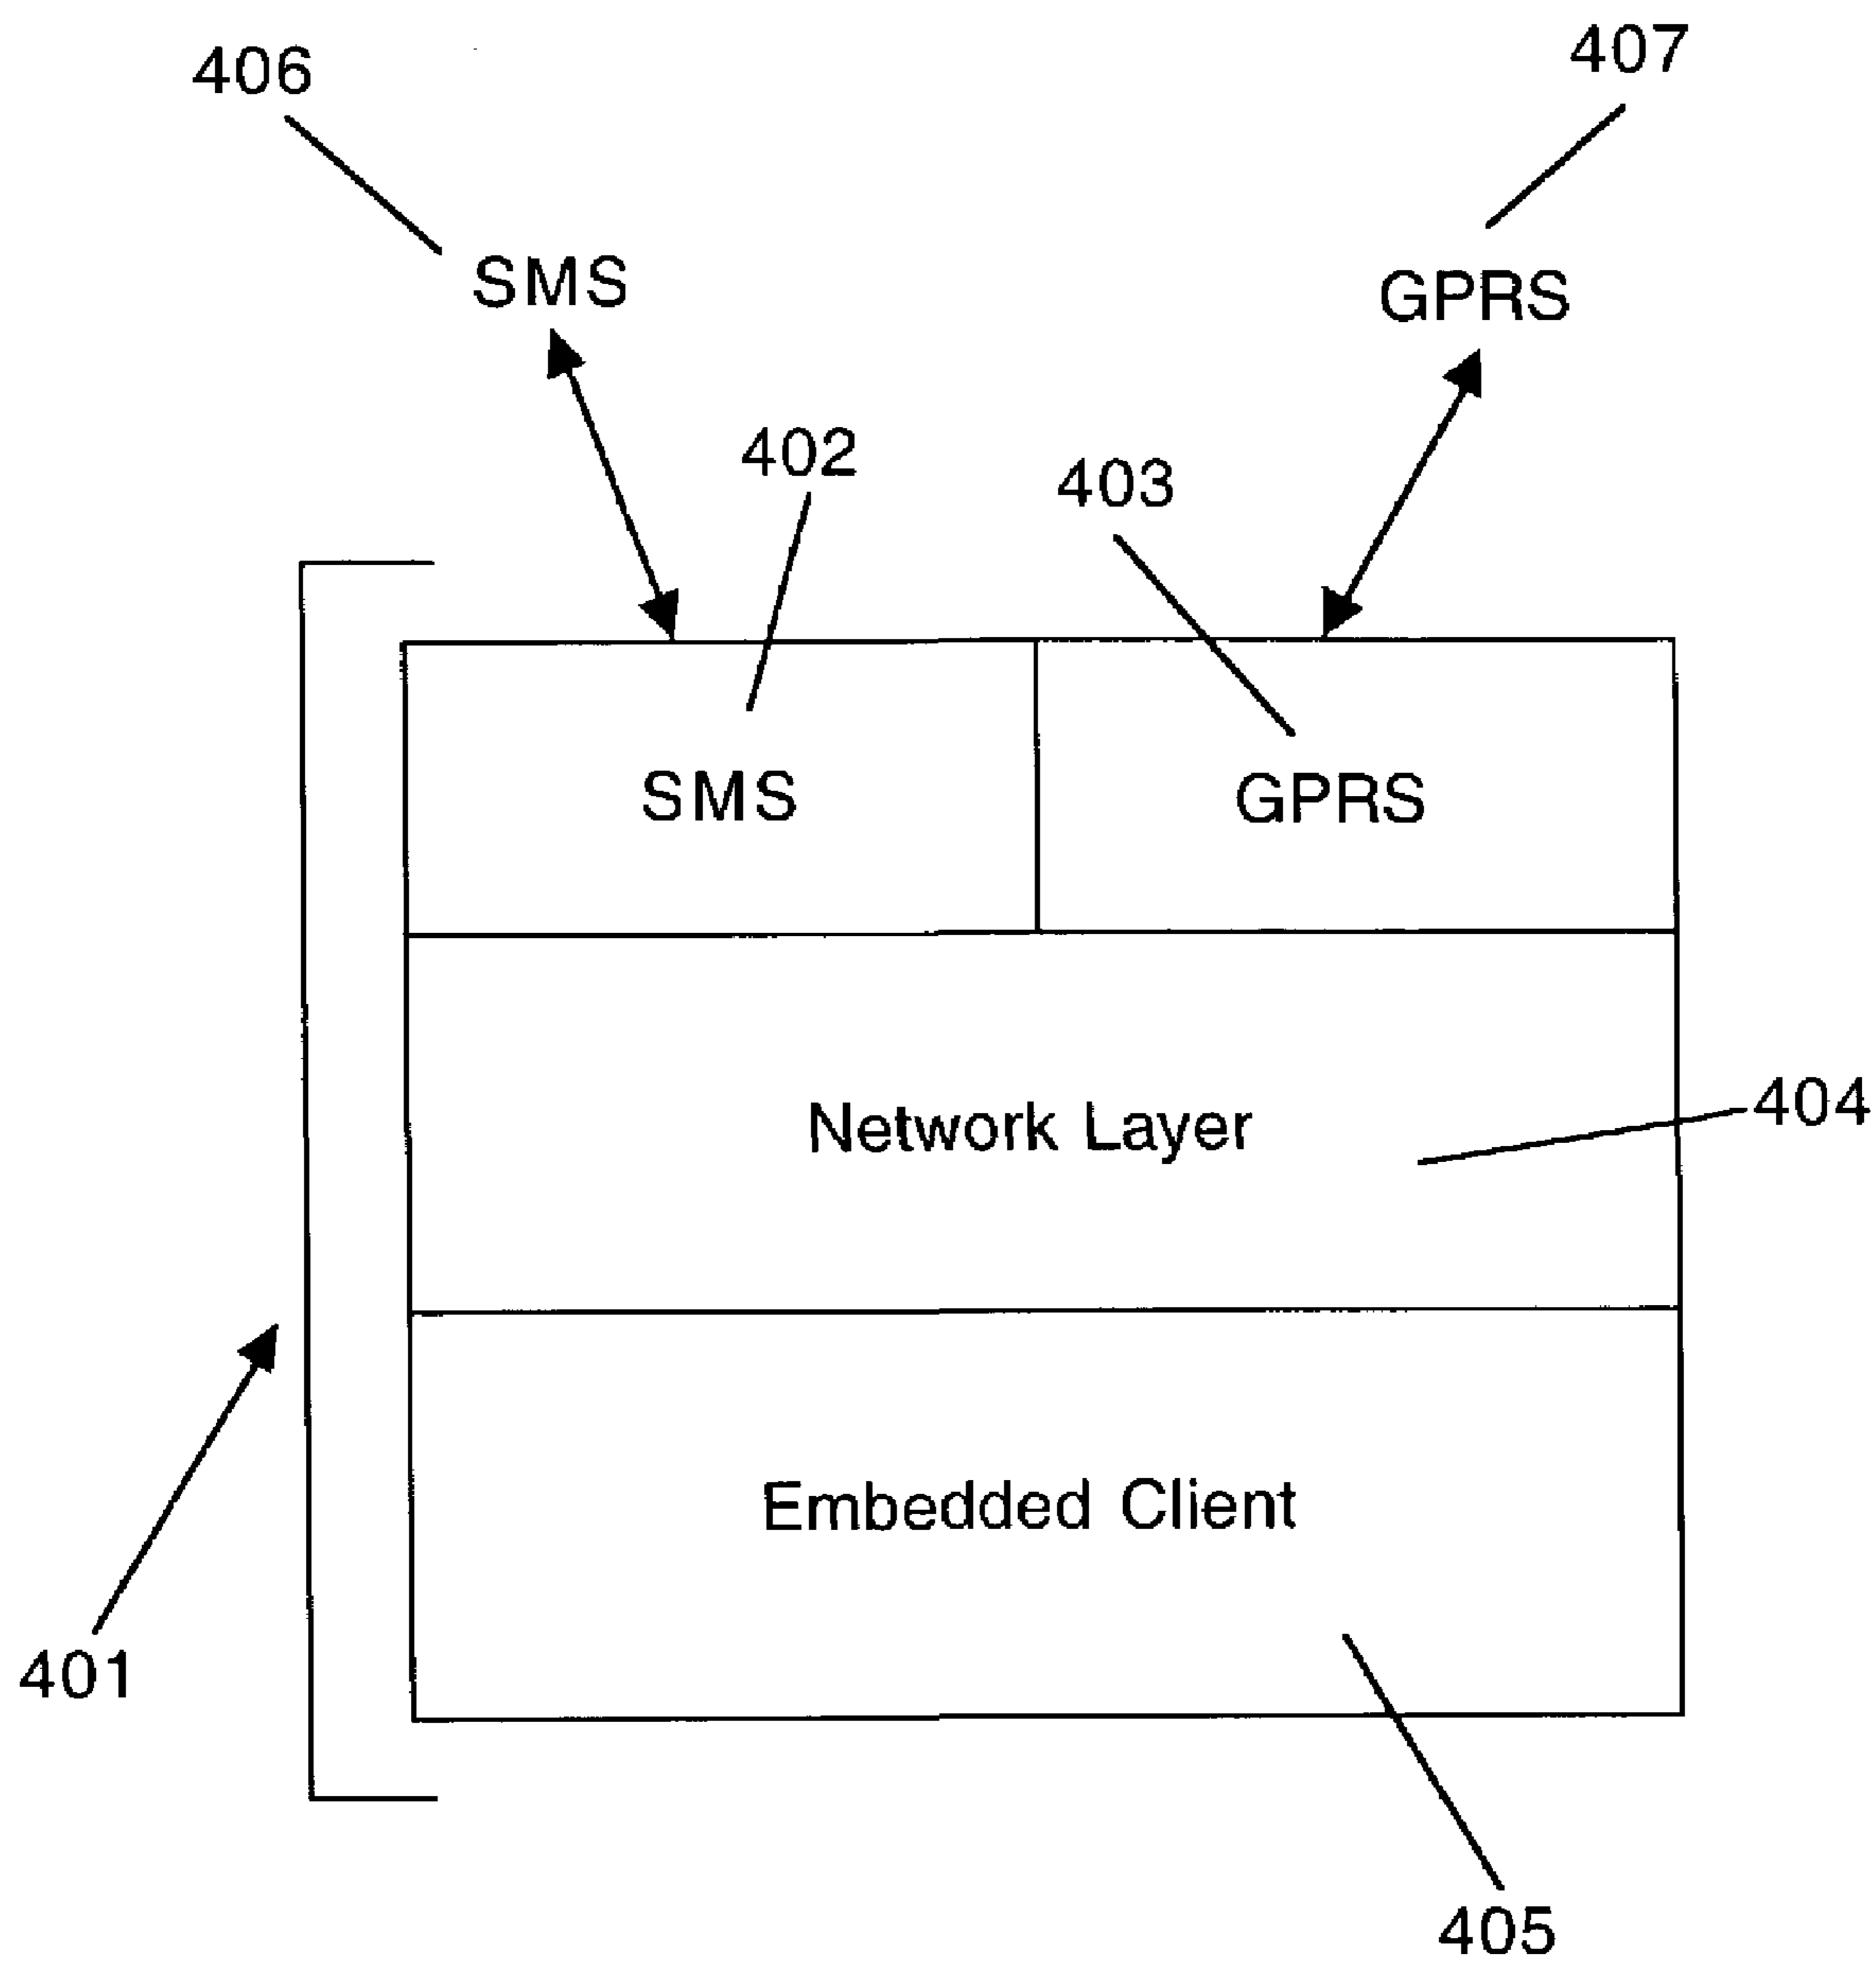 406
407
SMS
GPRS
402
403
SMS
GPRS
Network Layer
404
Embedded Client
401
405